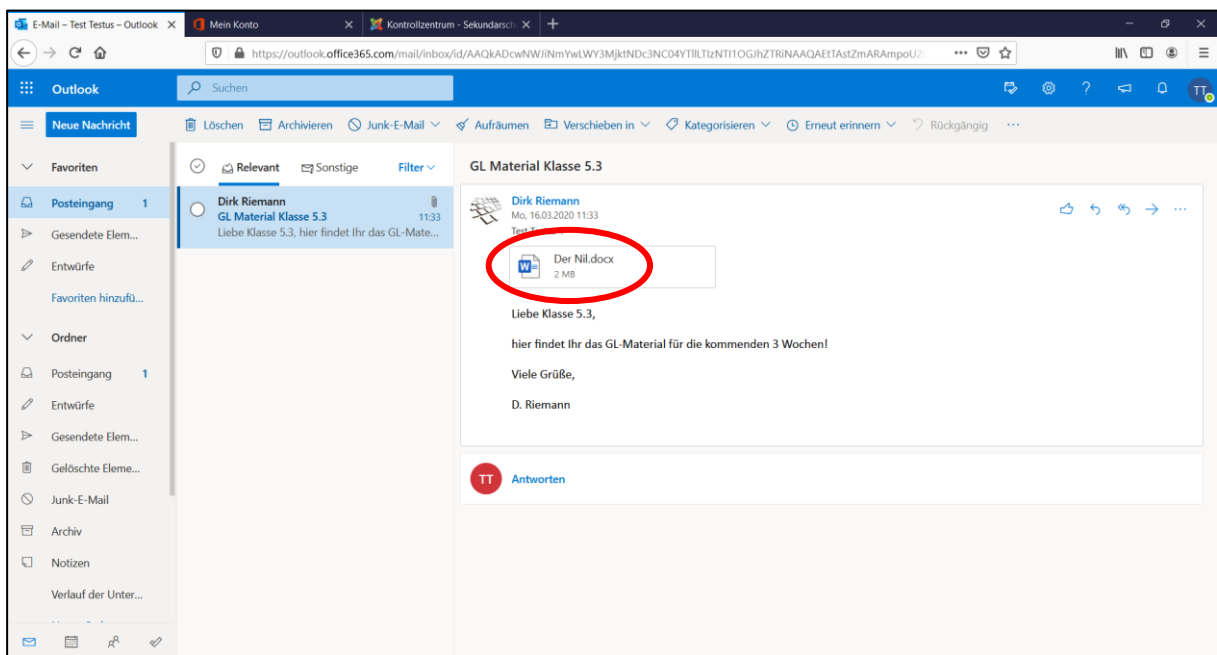 E-Mail – Test Testus – Outlook
Mein Konto
Kontrollzentrum - Sekundarsch
https://outlook.office365.com/mail/inbox/
Outlook
Suchen
TT
Neue Nachricht
Löschen
Archivieren
Junk-E-Mail
Aufräumen
Verschieben in
Kategorisieren
Erneut erinnern
Rückgängig
Favoriten
Posteingang 1
Gesendete Elem...
Entwürfe
Favoriten hinzufü...
Ordner
Posteingang 1
Entwürfe
Gesendete Elem...
Gelöschte Eleme...
Junk-E-Mail
Archiv
Notizen
Verlauf der Unter...
Relevant
Sonstige
Filter
Dirk Riemann
GL Material Klasse 5.3 11:33
Liebe Klasse 5.3, hier findet Ihr das GL-Mate...
GL Material Klasse 5.3
Dirk Riemann
Mo, 16.03.2020 11:33
Der Nil.docx
2 MB
Liebe Klasse 5.3,
hier findet Ihr das GL-Material für die kommenden 3 Wochen!
Viele Grüße,
D. Riemann
TT
Antworten